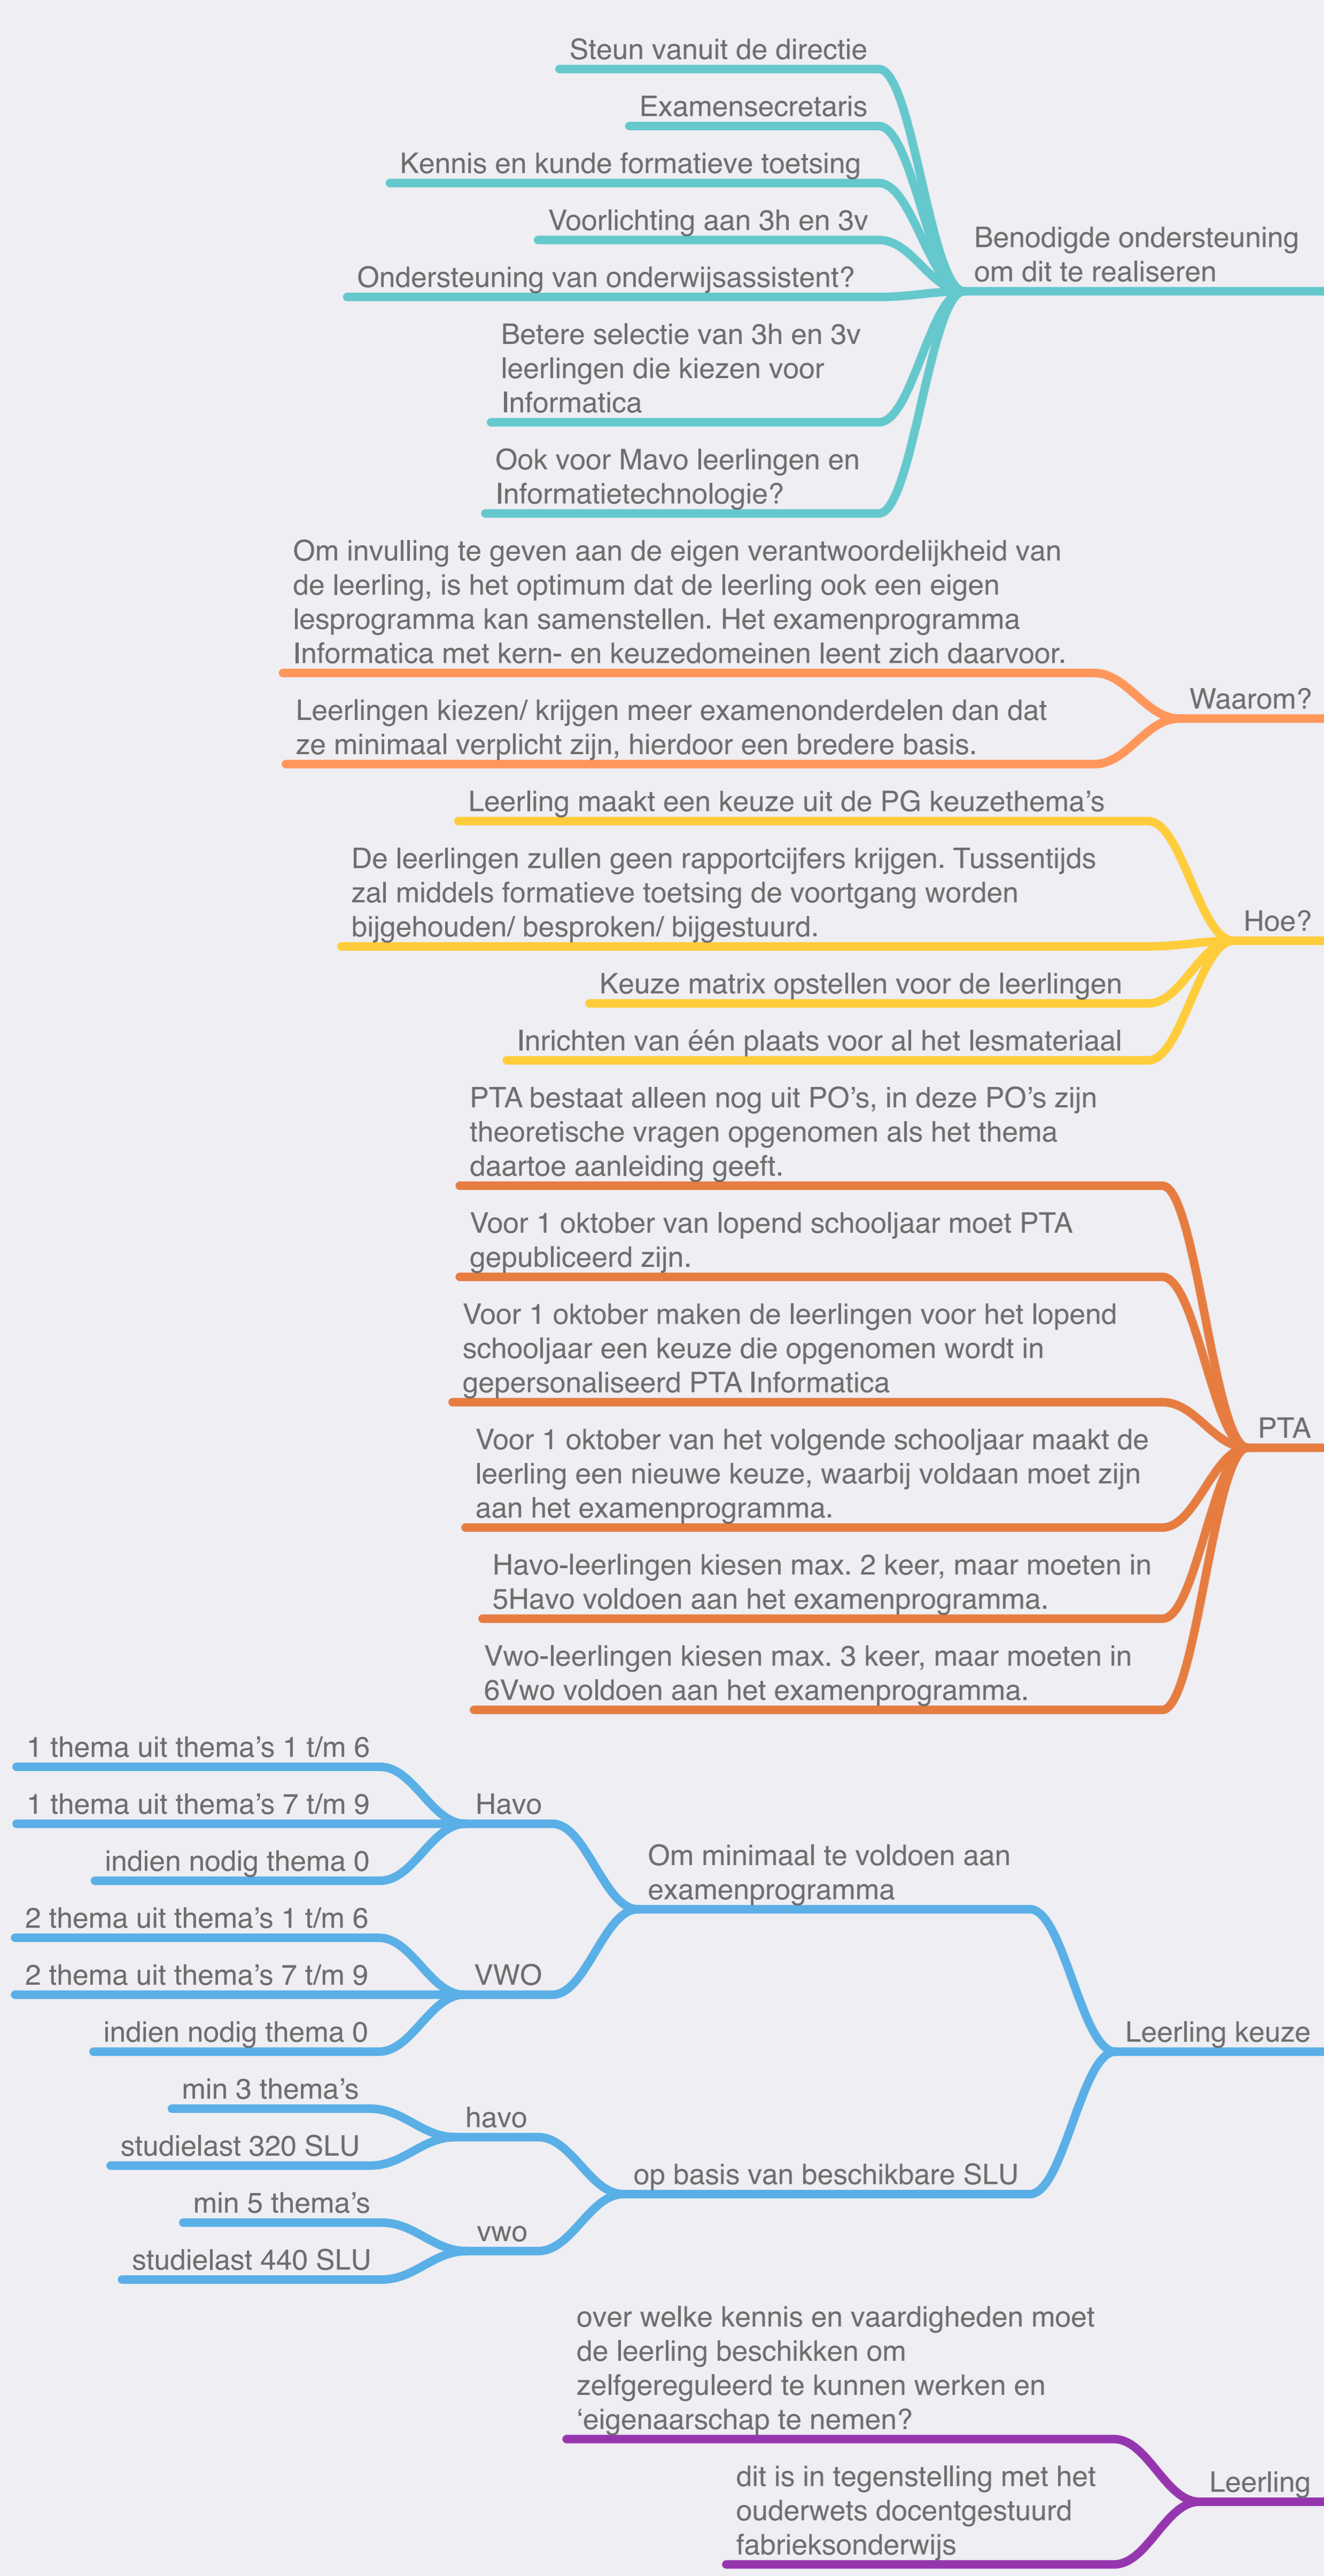 Steun vanuit de directie
Examensecretaris
Kennis en kunde formatieve toetsing
Voorlichting aan 3h en 3v
Ondersteuning van onderwijsassistent?
Betere selectie van 3h en 3v
leerlingen die kiezen voor
Informatica
Ook voor Mavo leerlingen en
Informatietechnologie?
Benodigde ondersteuning
om dit te realiseren
Om invulling te geven aan de eigen verantwoordelijkheid van
de leerling, is het optimum dat de leerling ook een eigen
lesprogramma kan samenstellen. Het examenprogramma
Informatica met kern- en keuzedomeinen leent zich daarvoor.
Leerlingen kiezen/ krijgen meer examenonderdelen dan dat
ze minimaal verplicht zijn, hierdoor een bredere basis.
Waarom?
Leerling maakt een keuze uit de PG keuzethema’s
De leerlingen zullen geen rapportcijfers krijgen. Tussentijds
zal middels formatieve toetsing de voortgang worden
bijgehouden/ besproken/ bijgestuurd.
Keuze matrix opstellen voor de leerlingen
Inrichten van één plaats voor al het lesmateriaal
Hoe?
PTA bestaat alleen nog uit PO’s, in deze PO’s zijn
theoretische vragen opgenomen als het thema
daartoe aanleiding geeft.
Voor 1 oktober van lopend schooljaar moet PTA
gepubliceerd zijn.
Voor 1 oktober maken de leerlingen voor het lopend
schooljaar een keuze die opgenomen wordt in
gepersonaliseerd PTA Informatica
Voor 1 oktober van het volgende schooljaar maakt de
leerling een nieuwe keuze, waarbij voldaan moet zijn
aan het examenprogramma.
Havo-leerlingen kiesen max. 2 keer, maar moeten in
5Havo voldoen aan het examenprogramma.
Vwo-leerlingen kiesen max. 3 keer, maar moeten in
6Vwo voldoen aan het examenprogramma.
PTA
1 thema uit thema’s 1 t/m 6
1 thema uit thema’s 7 t/m 9
indien nodig thema 0
Havo
2 thema uit thema’s 1 t/m 6
2 thema uit thema’s 7 t/m 9
indien nodig thema 0
VWO
Om minimaal te voldoen aan
examenprogramma
min 3 thema’s
studielast 320 SLU
havo
min 5 thema’s
studielast 440 SLU
vwo
op basis van beschikbare SLU
Leerling keuze
over welke kennis en vaardigheden moet
de leerling beschikken om
zelfgereguleerd te kunnen werken en
‘eigenaarschap te nemen?
dit is in tegenstelling met het
ouderwets docentgestuurd
fabrieksonderwijs
Leerling